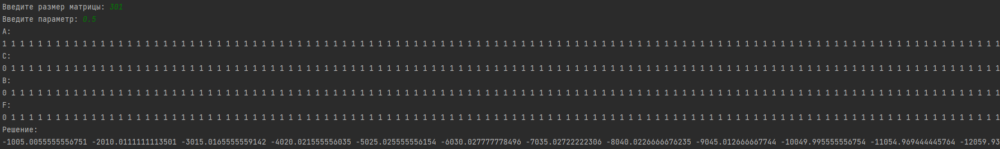 Введите размер матрицы: 301
Введите параметр: 0.5
A:
1 1 1 1 1 1 1 1 1 1 1 1 1 1 1 1 1 1 1 1 1 1 1 1 1 1 1 1 1 1 1 1 1 1 1 1 1 1 1 1 1 1 1 1 1 1 1 1 1 1 1 1 1 1 1 1 1 1 1 1 1 1 1 1 1 1 1 1 1 1 1 1 1 1 1 1 1 1 1 1 1 1 1 1 1 1 1 1 1 1 1 1 1 1 1 1 1 1 1 1 1 1 1 1 1 1 1 1 1 1 1 1
C:
0 1 1 1 1 1 1 1 1 1 1 1 1 1 1 1 1 1 1 1 1 1 1 1 1 1 1 1 1 1 1 1 1 1 1 1 1 1 1 1 1 1 1 1 1 1 1 1 1 1 1 1 1 1 1 1 1 1 1 1 1 1 1 1 1 1 1 1 1 1 1 1 1 1 1 1 1 1 1 1 1 1 1 1 1 1 1 1 1 1 1 1 1 1 1 1 1 1 1 1 1 1 1 1 1 1 1 1 1 1 1 1
B:
0 1 1 1 1 1 1 1 1 1 1 1 1 1 1 1 1 1 1 1 1 1 1 1 1 1 1 1 1 1 1 1 1 1 1 1 1 1 1 1 1 1 1 1 1 1 1 1 1 1 1 1 1 1 1 1 1 1 1 1 1 1 1 1 1 1 1 1 1 1 1 1 1 1 1 1 1 1 1 1 1 1 1 1 1 1 1 1 1 1 1 1 1 1 1 1 1 1 1 1 1 1 1 1 1 1 1 1 1 1 1 1
F:
0 1 1 1 1 1 1 1 1 1 1 1 1 1 1 1 1 1 1 1 1 1 1 1 1 1 1 1 1 1 1 1 1 1 1 1 1 1 1 1 1 1 1 1 1 1 1 1 1 1 1 1 1 1 1 1 1 1 1 1 1 1 1 1 1 1 1 1 1 1 1 1 1 1 1 1 1 1 1 1 1 1 1 1 1 1 1 1 1 1 1 1 1 1 1 1 1 1 1 1 1 1 1 1 1 1 1 1 1 1 1 1
Решение:
-1005.0055555556751 -2010.0111111113501 -3015.0165555559142 -4020.021555556035 -5025.025555556154 -6030.027777778496 -7035.02722222306 -8040.0226666676235 -9045.012666667744 -10049.995555556754 -11054.969444445764 -12059.93